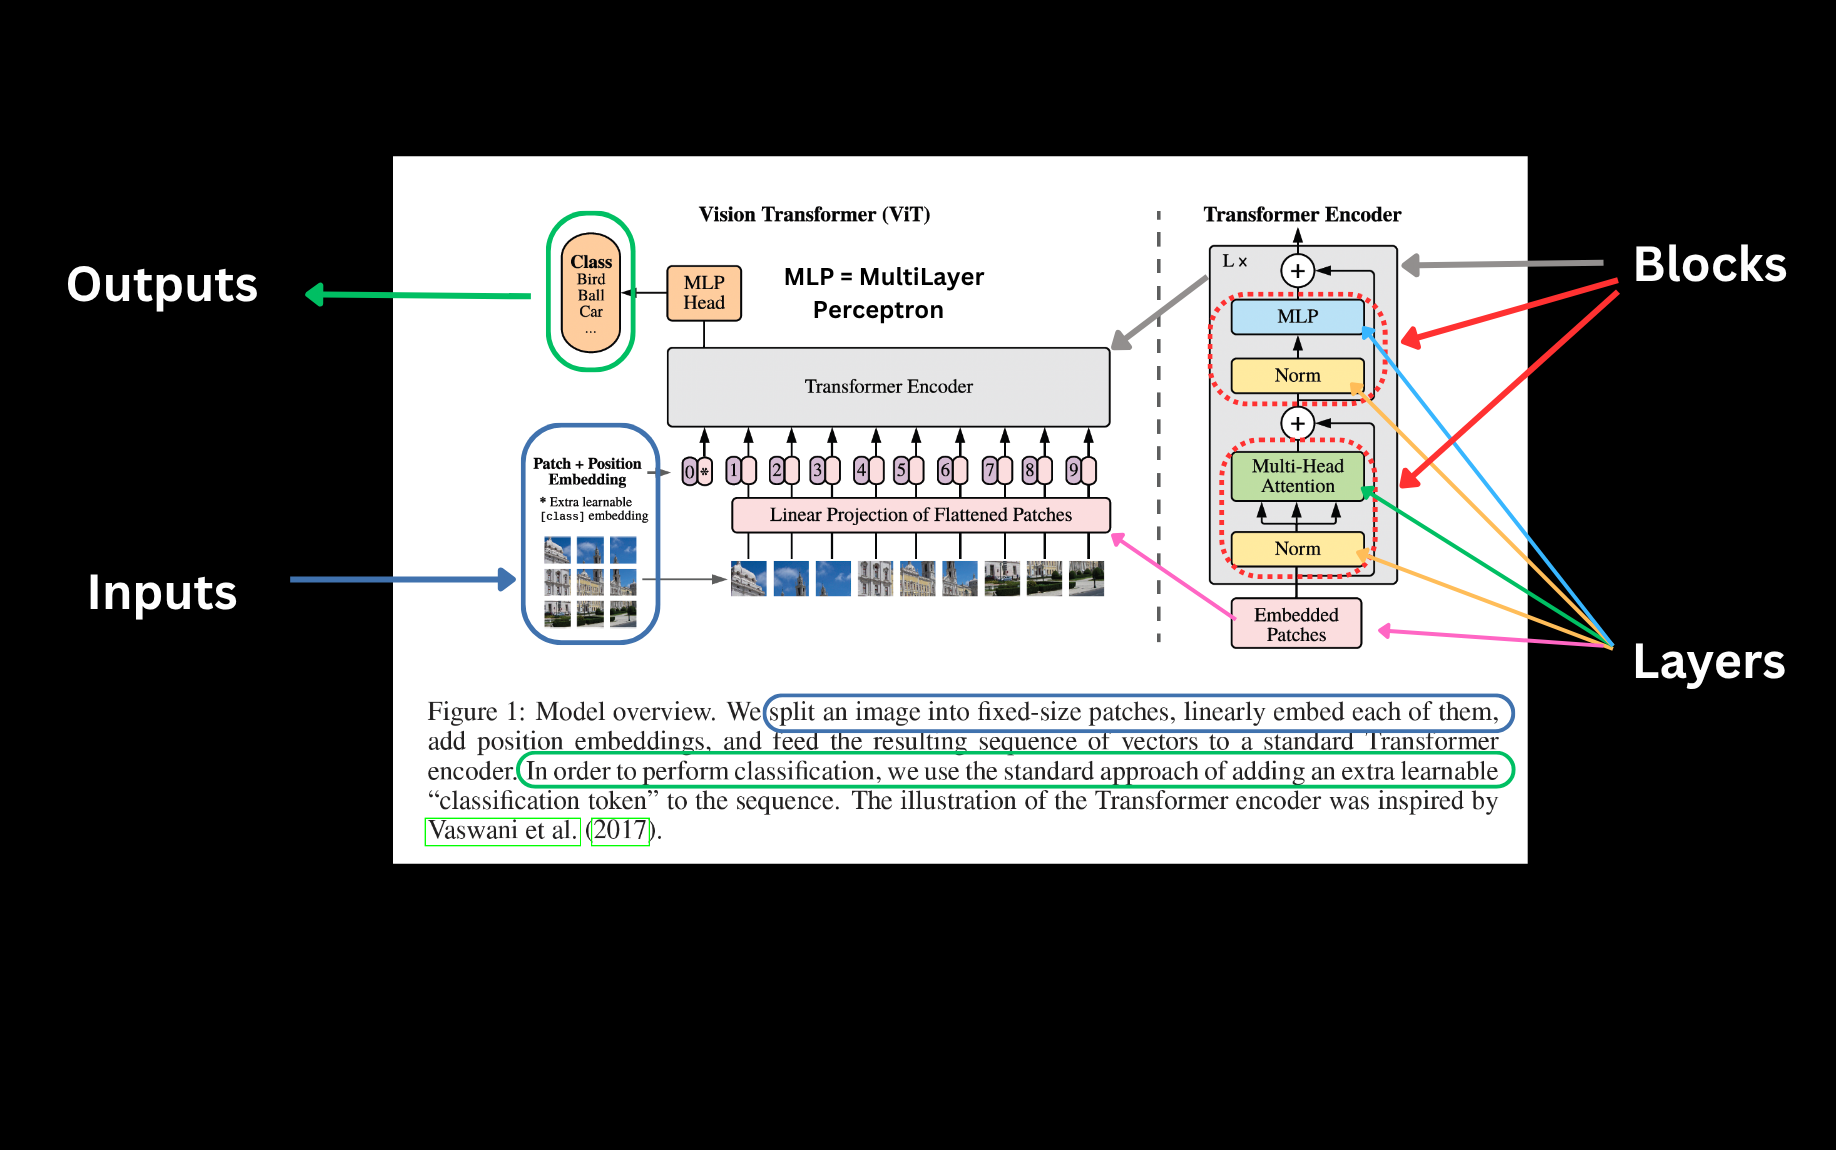 Vision Transformer (ViT)
Transformer Encoder
Outputs
Class
Bird
Ball
Car
...
MLP
Head
MLP = MultiLayer
Perceptron
Transformer Encoder
Patch + Position
Embedding
* Extra learnable
[class] embedding
0 * 1 2 3 4 5 6 7 8 9
Linear Projection of Flattened Patches
Inputs
L ×
+
MLP
Norm
+
Multi-Head
Attention
Norm
Embedded
Patches
Blocks
Layers
Figure 1: Model overview. We split an image into fixed-size patches, linearly embed each of them,
add position embeddings, and feed the resulting sequence of vectors to a standard Transformer
encoder. In order to perform classification, we use the standard approach of adding an extra learnable
“classification token” to the sequence. The illustration of the Transformer encoder was inspired by
Vaswani et al. (2017).